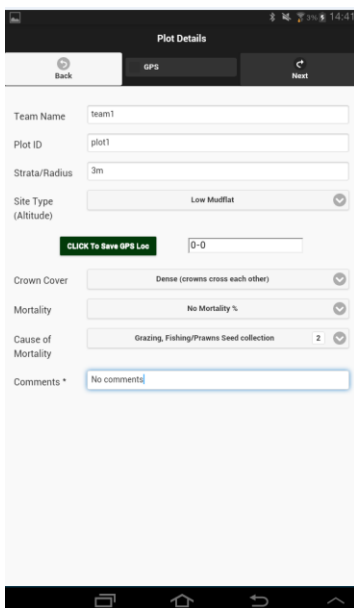 3% 14:41
Plot Details
Back
GPS
Next
Team Name team1
Plot ID plot1
Strata/Radius 3m
Site Type
(Altitude)
Low Mudflat
CLICK To Save GPS Loc 0-0
Crown Cover Dense (crowns cross each other)
Mortality No Mortality %
Cause of
Mortality
Grazing, Fishing/Prawns Seed collection 2
Comments * No comments